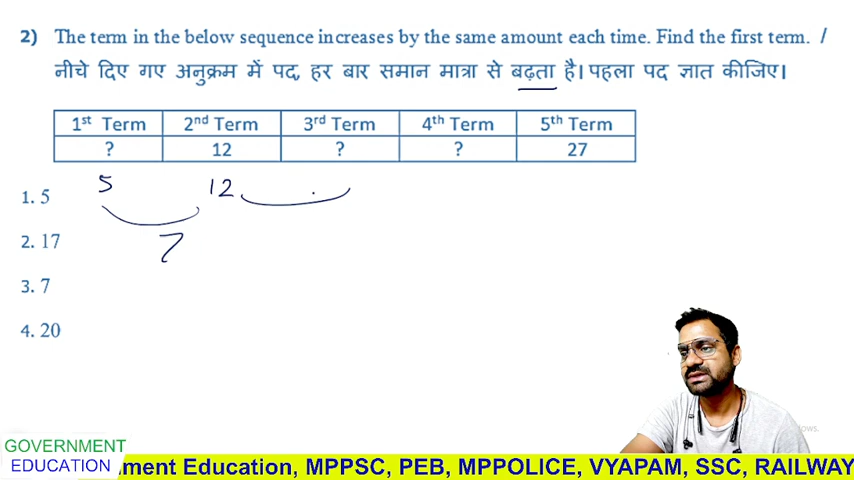 2) The term in the below sequence increases by the same amount each time. Find the first term. /
नीचे दिए गए अनुक्रम में पद, हर बार समान मात्रा से बढ़ता है। पहला पद ज्ञात कीजिए।
1st Term 2nd Term 3rd Term 4th Term 5th Term
? 12 ? ? 27
5 12
1. 5
7
2. 17
3. 7
4. 20
GOVERNMENT
EDUCATION
nment Education, MPPSC, PEB, MPPOLICE, VYAPAM, SSC, RAILWAY